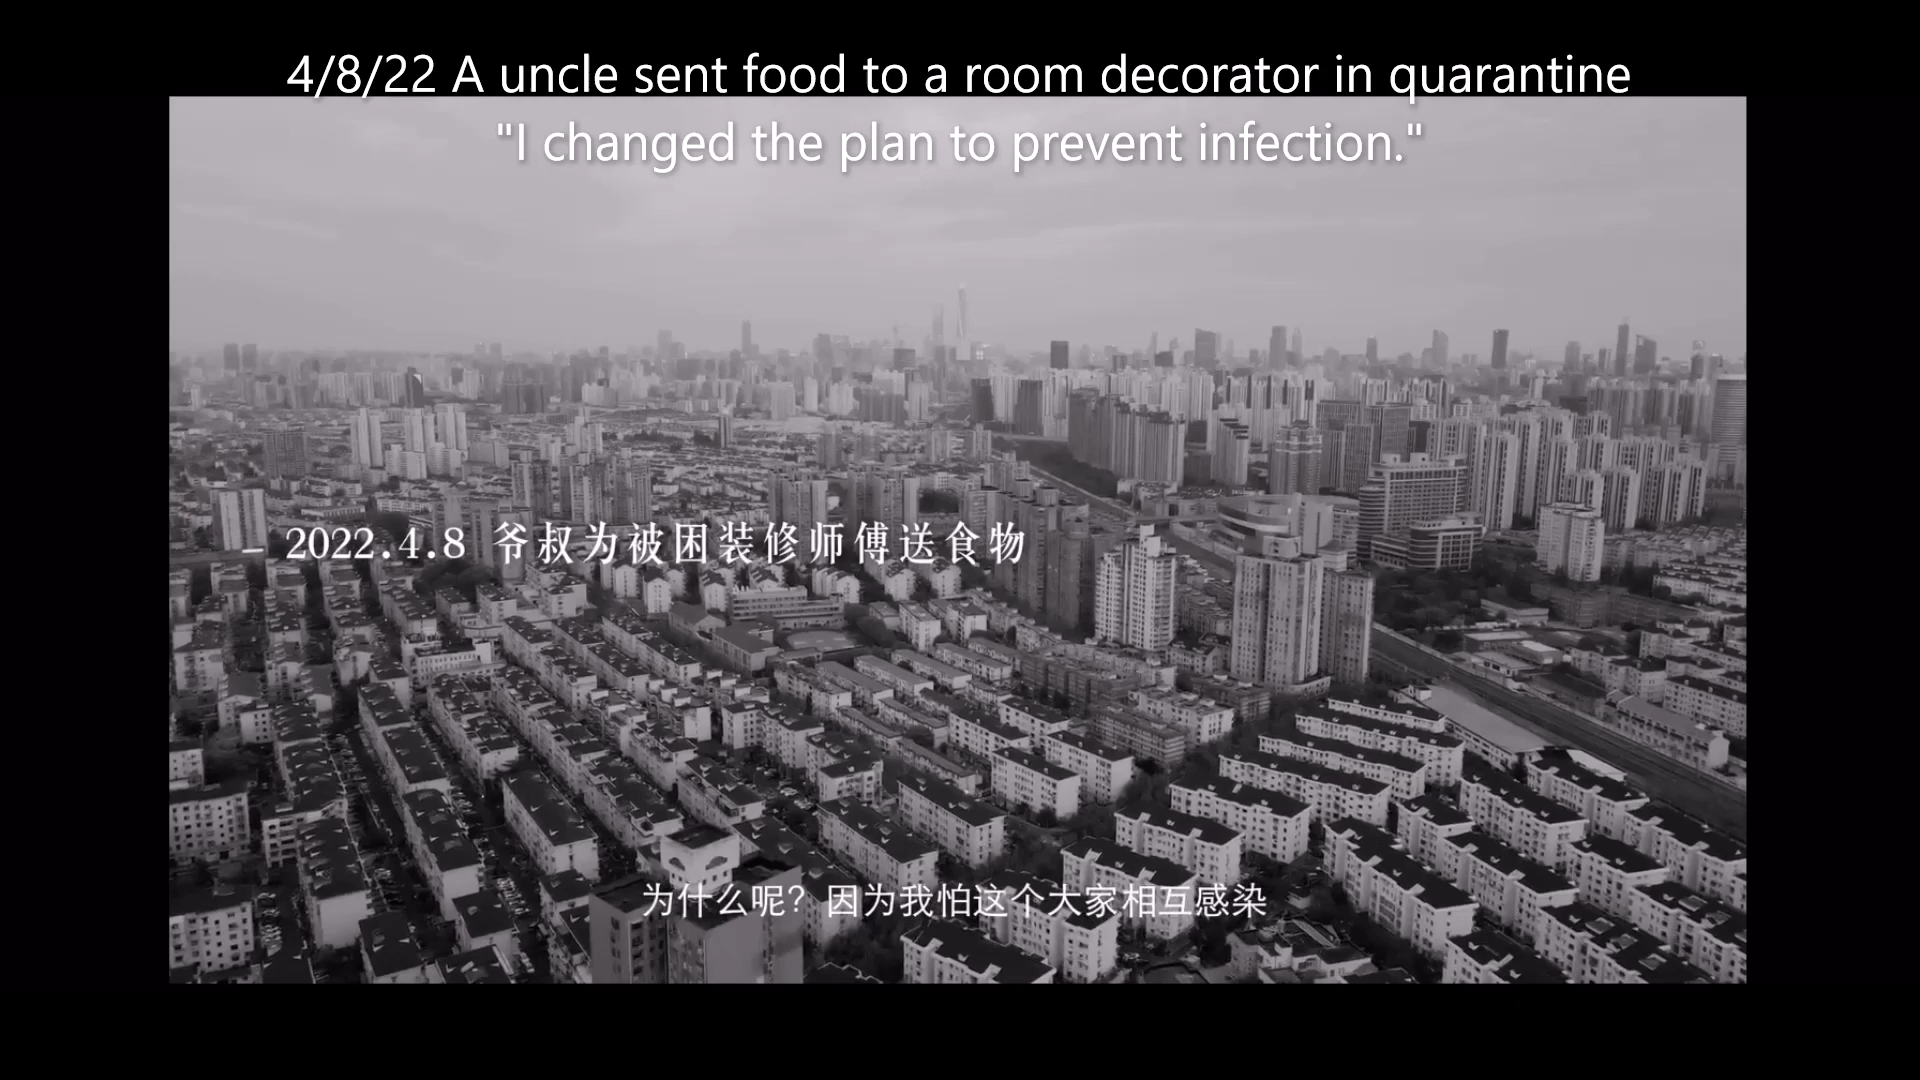 4/8/22 A uncle sent food to a room decorator in quarantine
"I changed the plan to prevent infection."
– 2022.4.8 爷叔为被困装修师傅送食物
为什么呢？因为我怕这个大家相互感染